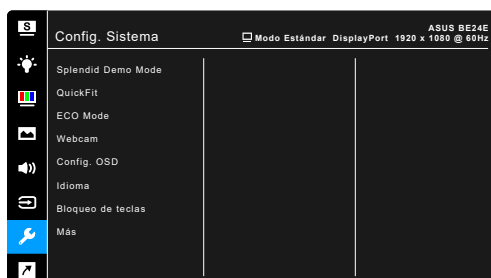 S
ASUS BE24E
Config. Sistema
Modo Estándar DisplayPort 1920 x 1080 @ 60Hz
Splendid Demo Mode
QuickFit
ECO Mode
Webcam
Config. OSD
Idioma
Bloqueo de teclas
Más